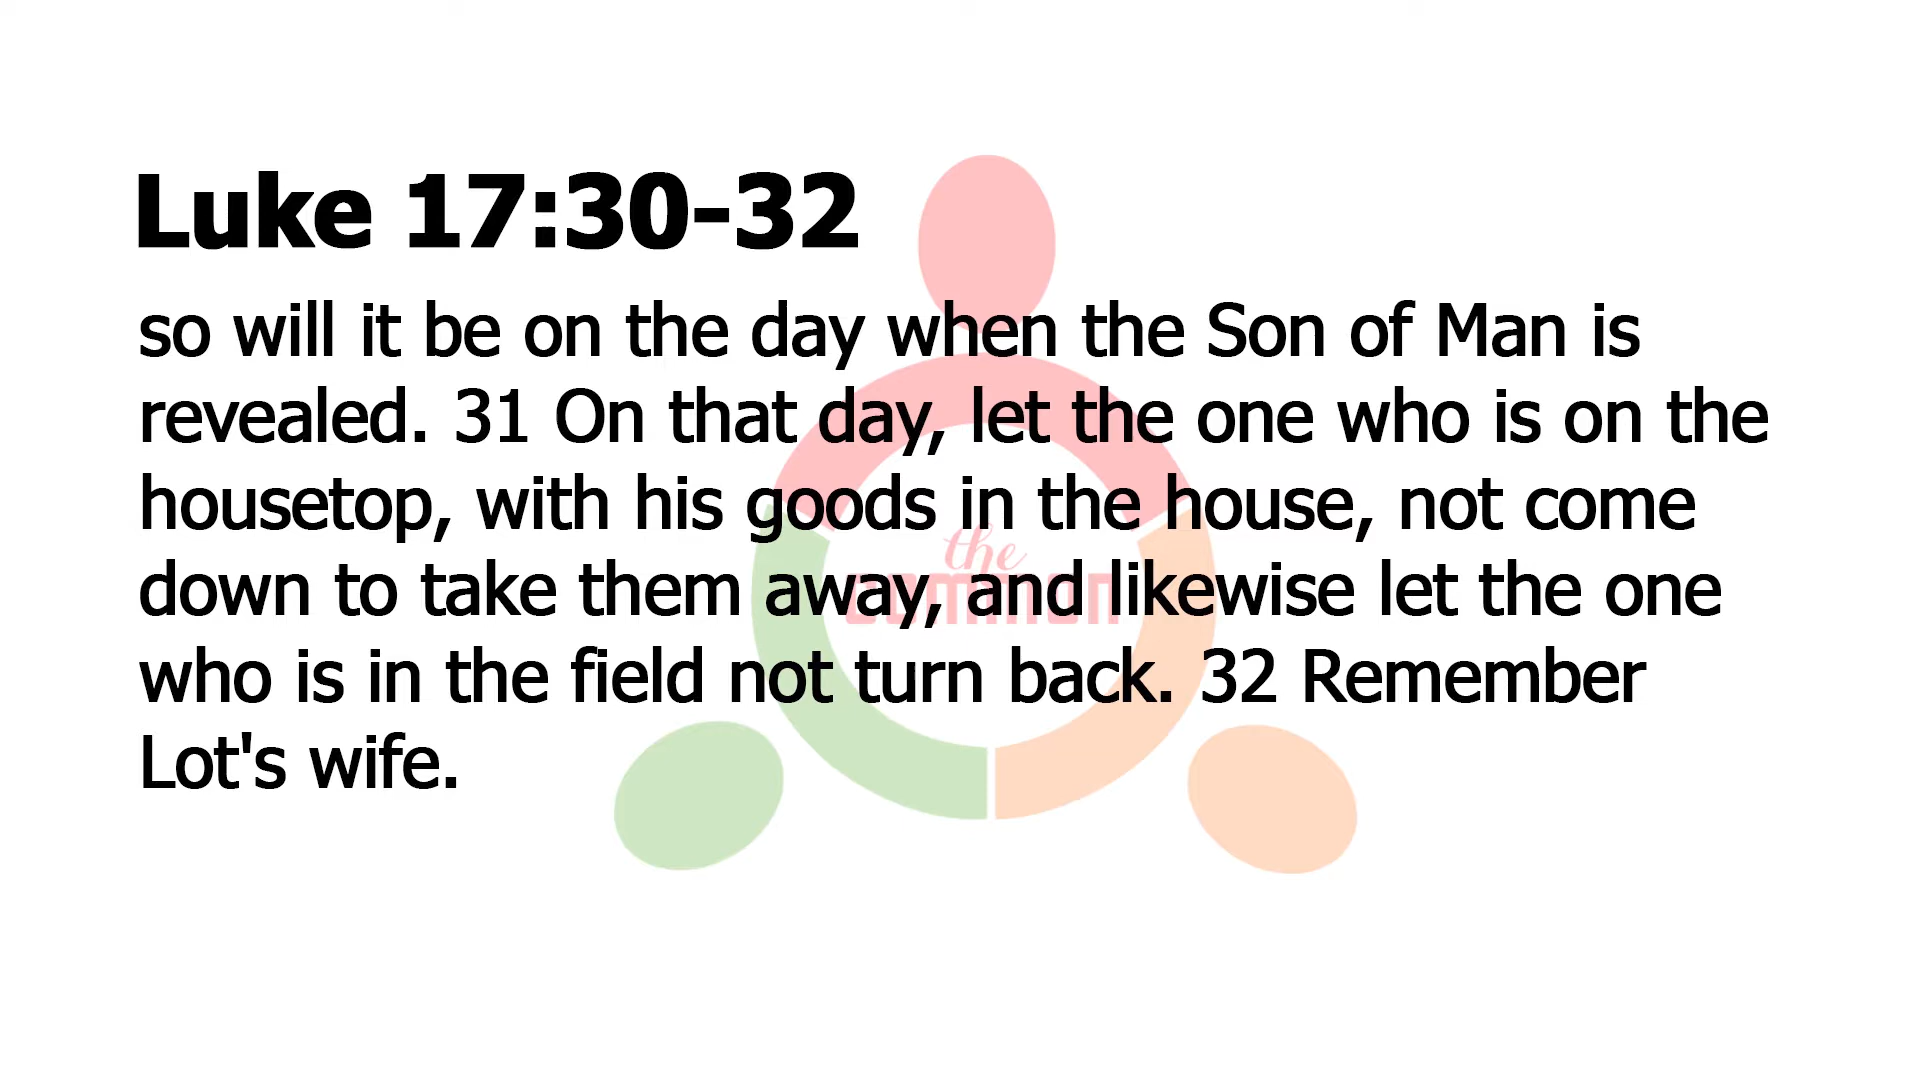 Luke 17:30-32
so will it be on the day when the Son of Man is
revealed. 31 On that day, let the one who is on the
housetop, with his goods in the house, not come
down to take them away, and likewise let the one
who is in the field not turn back. 32 Remember
Lot's wife.
the
common